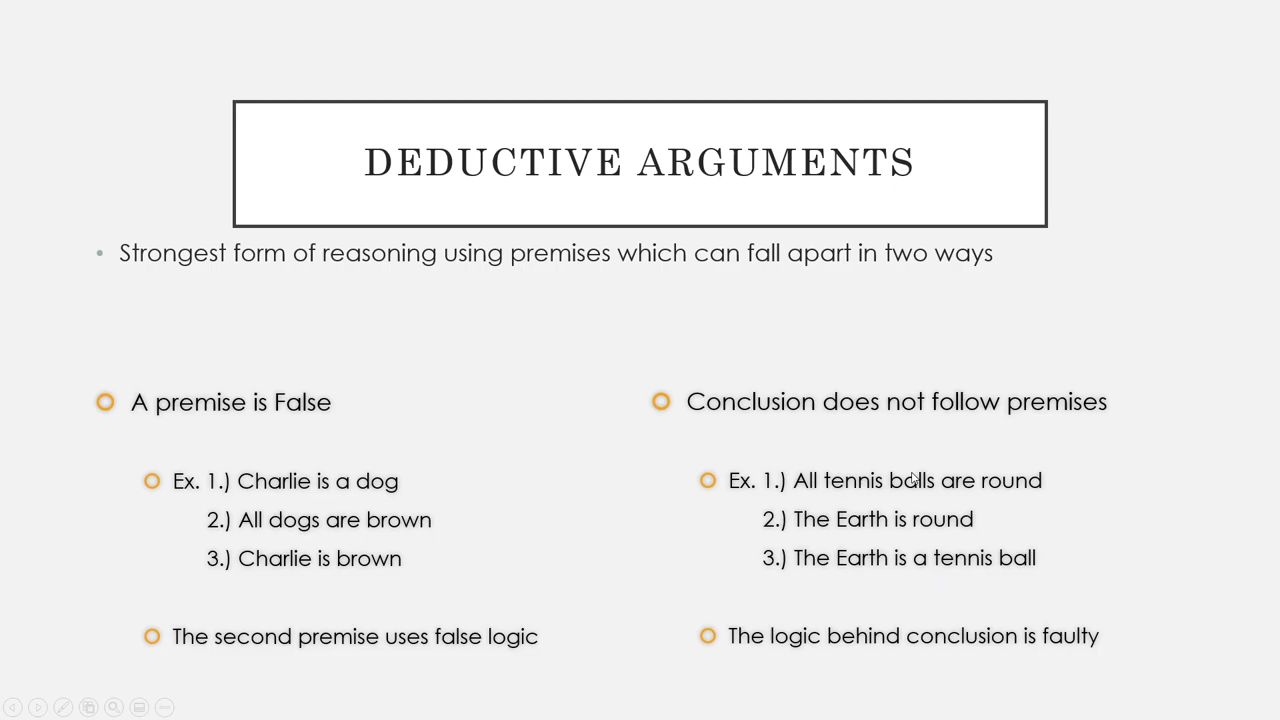 DEDUCTIVE ARGUMENTS
Strongest form of reasoning using premises which can fall apart in two ways
A premise is False
Ex. 1.) Charlie is a dog
2.) All dogs are brown
3.) Charlie is brown
The second premise uses false logic
Conclusion does not follow premises
Ex. 1.) All tennis balls are round
2.) The Earth is round
3.) The Earth is a tennis ball
The logic behind conclusion is faulty